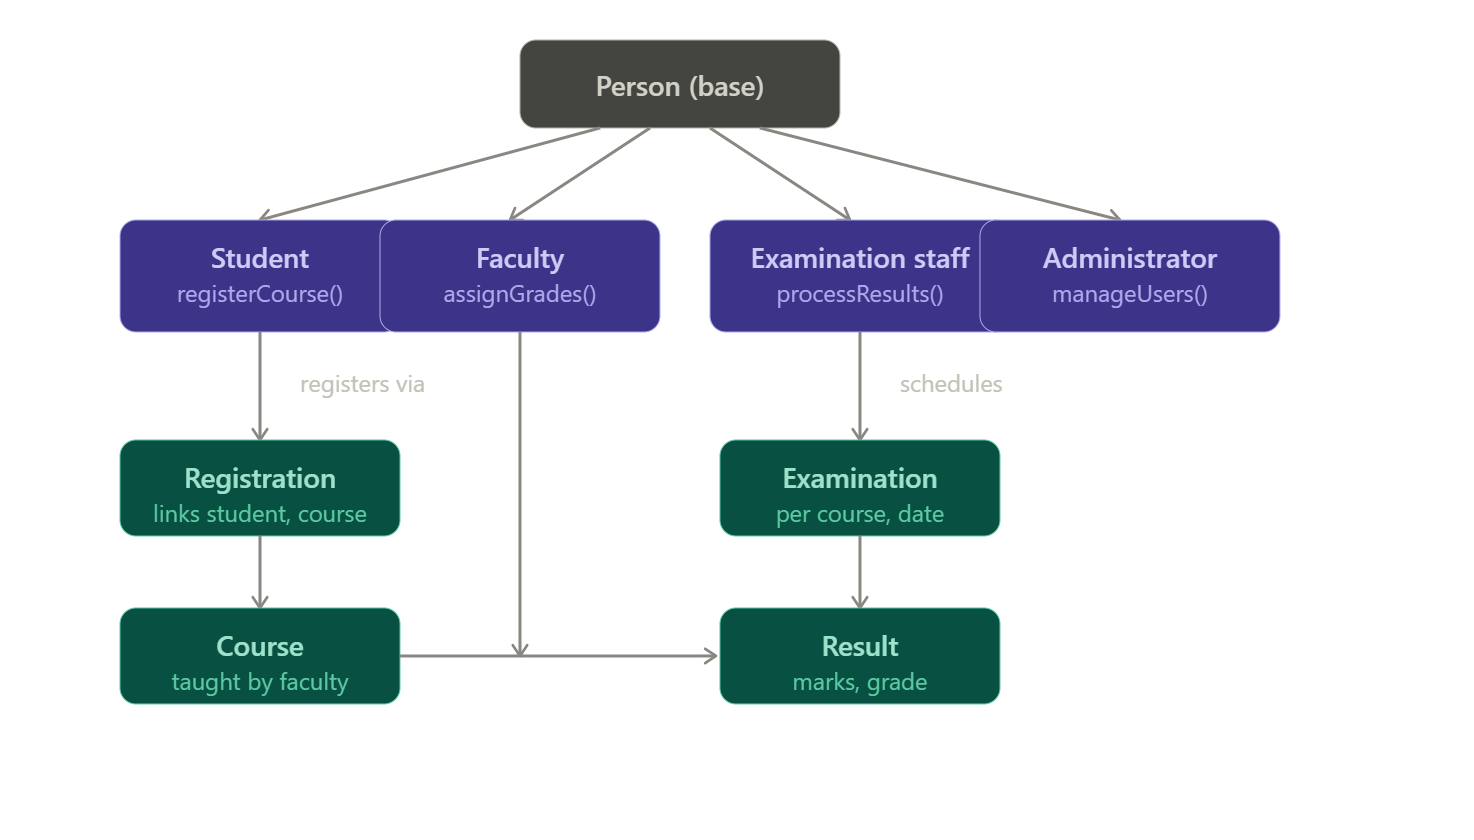 Person (base)
Student
registerCourse()
Faculty
assignGrades()
Examination staff
processResults()
Administrator
manageUsers()
registers via
schedules
Registration
links student, course
Examination
per course, date
Course
taught by faculty
Result
marks, grade